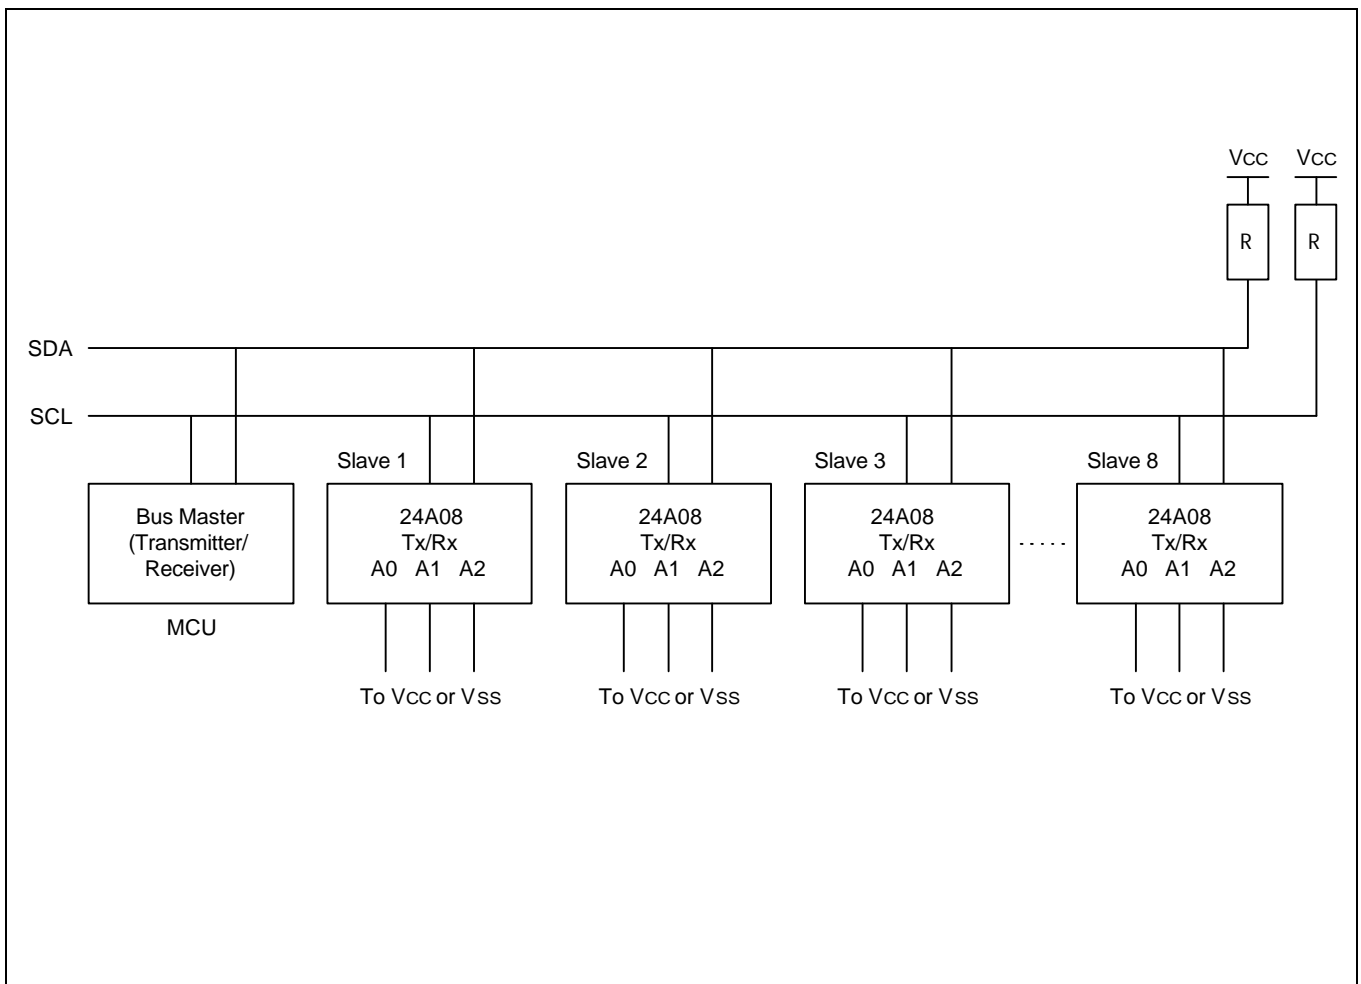 VCC VCC
R R
SDA
SCL
Slave 1 Slave 2 Slave 3 Slave 8
Bus Master
(Transmitter/
Receiver)
MCU
24A08
Tx/Rx
A0 A1 A2
To VCC or VSS
24A08
Tx/Rx
A0 A1 A2
To VCC or VSS
24A08
Tx/Rx
A0 A1 A2
To VCC or VSS
.....
24A08
Tx/Rx
A0 A1 A2
To VCC or VSS